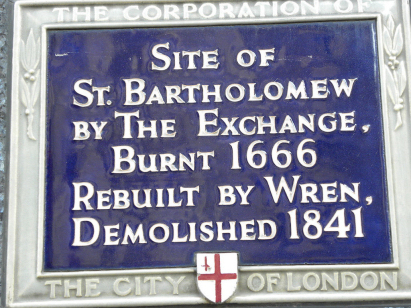 THE CORPORATION OF
SITE OF
ST. BARTHOLOMEW
BY THE EXCHANGE,
BURNT 1666
REBUILT BY WREN,
DEMOLISHED 1841
THE CITY OF LONDON